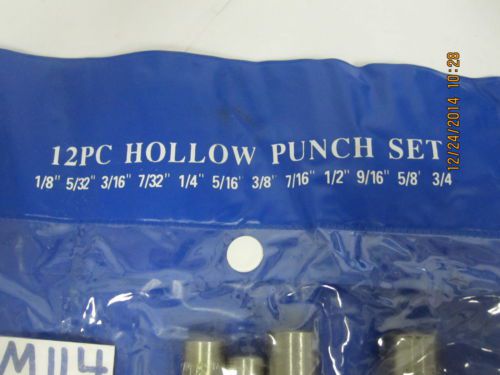 12PC HOLLOW PUNCH SET
1/8" 5/32" 3/16" 7/32" 1/4" 5/16' 3/8' 7/16" 1/2" 9/16" 5/8' 3/4
12/24/2014 10:28
M114